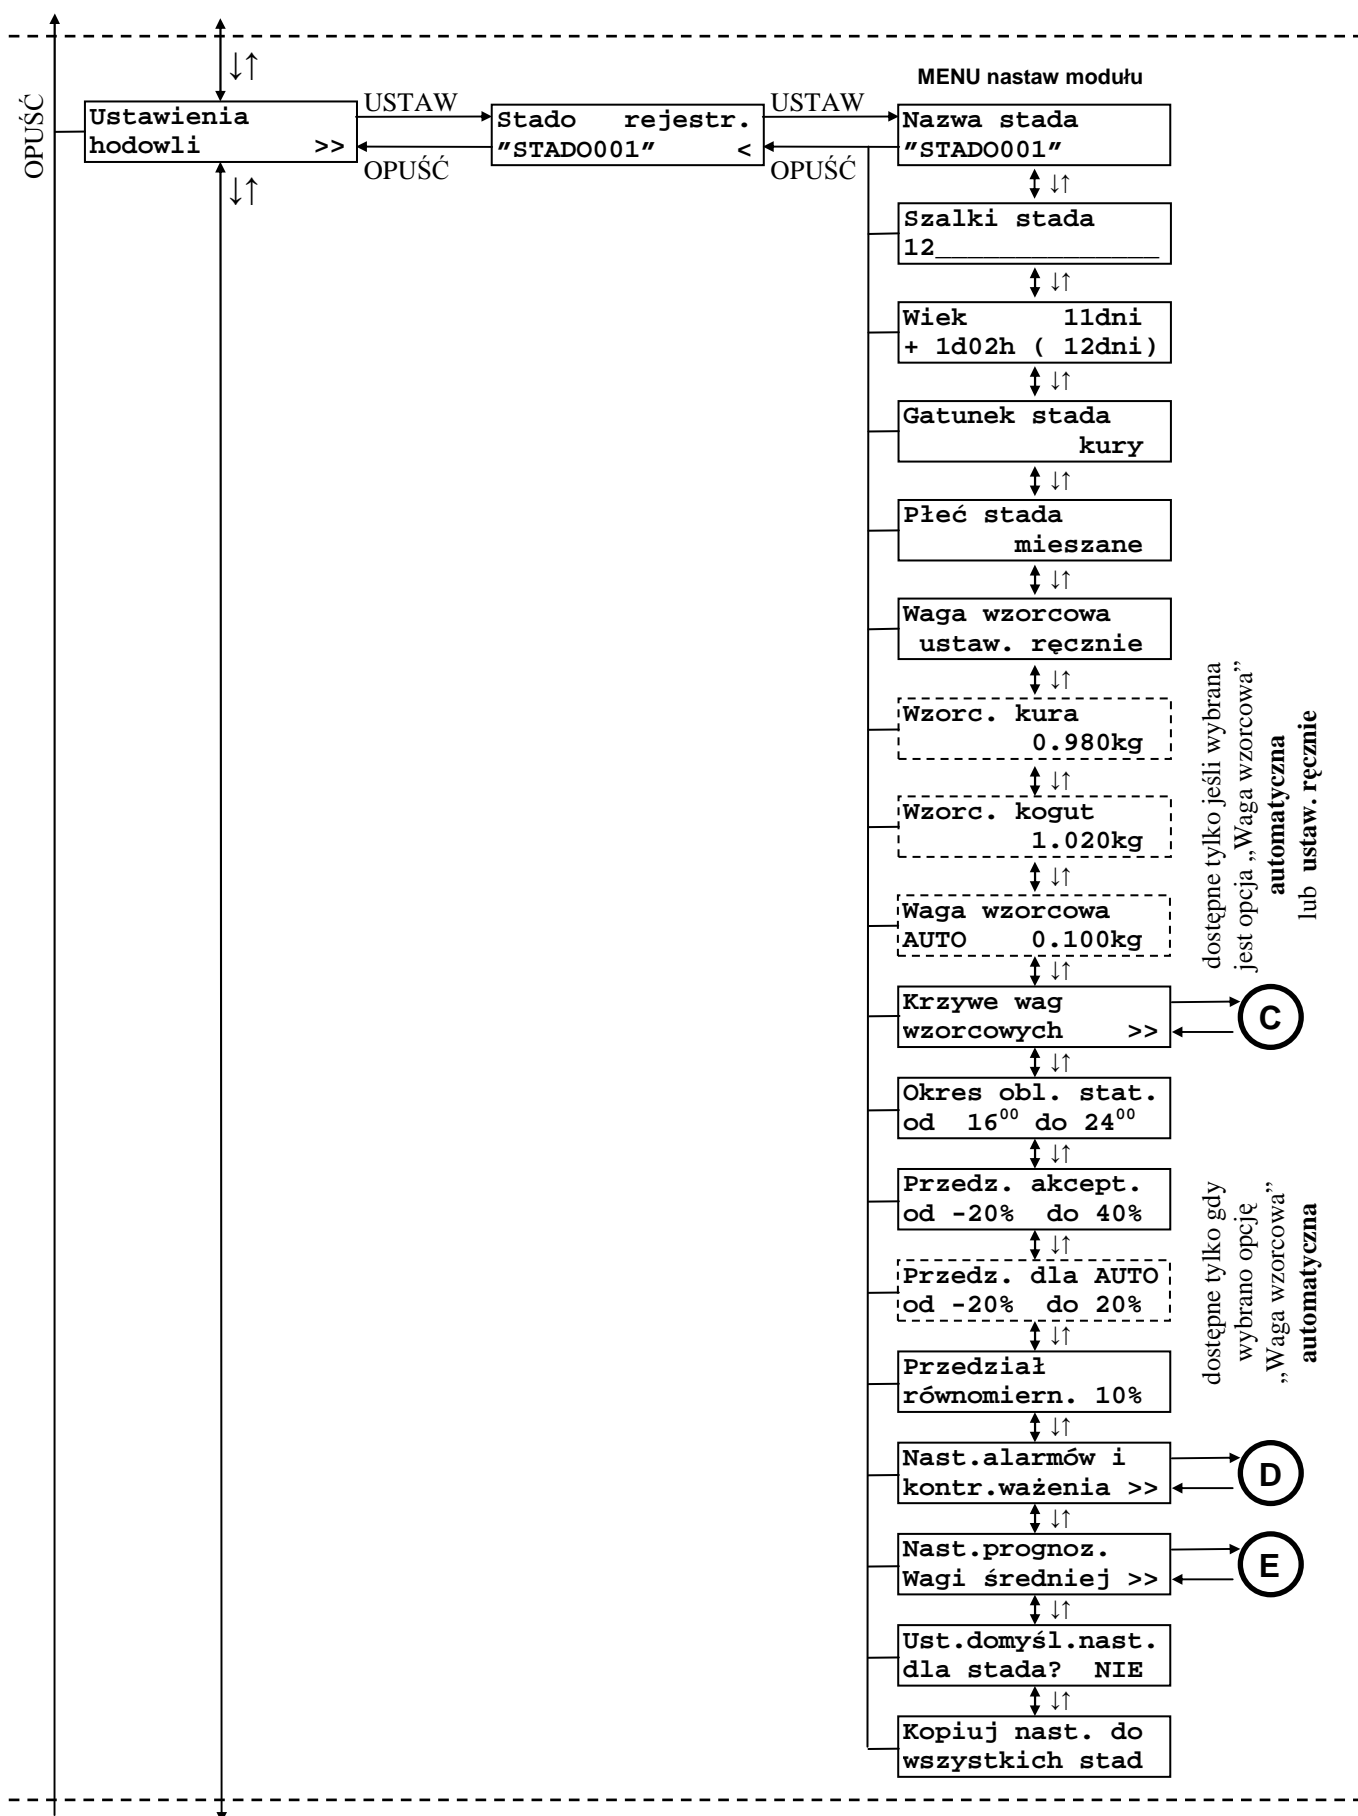 MENU nastaw modułu
↓↑
OPUŚĆ
Ustawienia
hodowli >>
USTAW
OPUŚĆ
Stado rejestr.
"STADO001" <
USTAW
OPUŚĆ
Nazwa stada
"STADO001"
↓↑
↓↑
Szalki stada
12______________
↓↑
Wiek 11dni
+ 1d02h ( 12dni)
↓↑
Gatunek stada
kury
↓↑
Płeć stada
mieszane
↓↑
Waga wzorcowa
ustaw. ręcznie
↓↑
Wzorc. kura
0.980kg
↓↑
Wzorc. kogut
1.020kg
↓↑
Waga wzorcowa
AUTO 0.100kg
dostępne tylko jeśli wybrana
jest opcja „Waga wzorcowa”
automatyczna
lub ustaw. ręcznie
↓↑
Krzywe wag
wzorcowych >>
C
↓↑
Okres obl. stat.
od 16⁰⁰ do 24⁰⁰
↓↑
Przedz. akcept.
od -20% do 40%
↓↑
Przedz. dla AUTO
od -20% do 20%
dostępne tylko gdy
wybrano opcję
„Waga wzorcowa”
automatyczna
↓↑
Przedział
równomiern. 10%
↓↑
Nast.alarmów i
kontr.ważenia >>
D
↓↑
Nast.prognoz.
Wagi średniej >>
E
↓↑
Ust.domyśl.nast.
dla stada? NIE
↓↑
Kopiuj nast. do
wszystkich stad